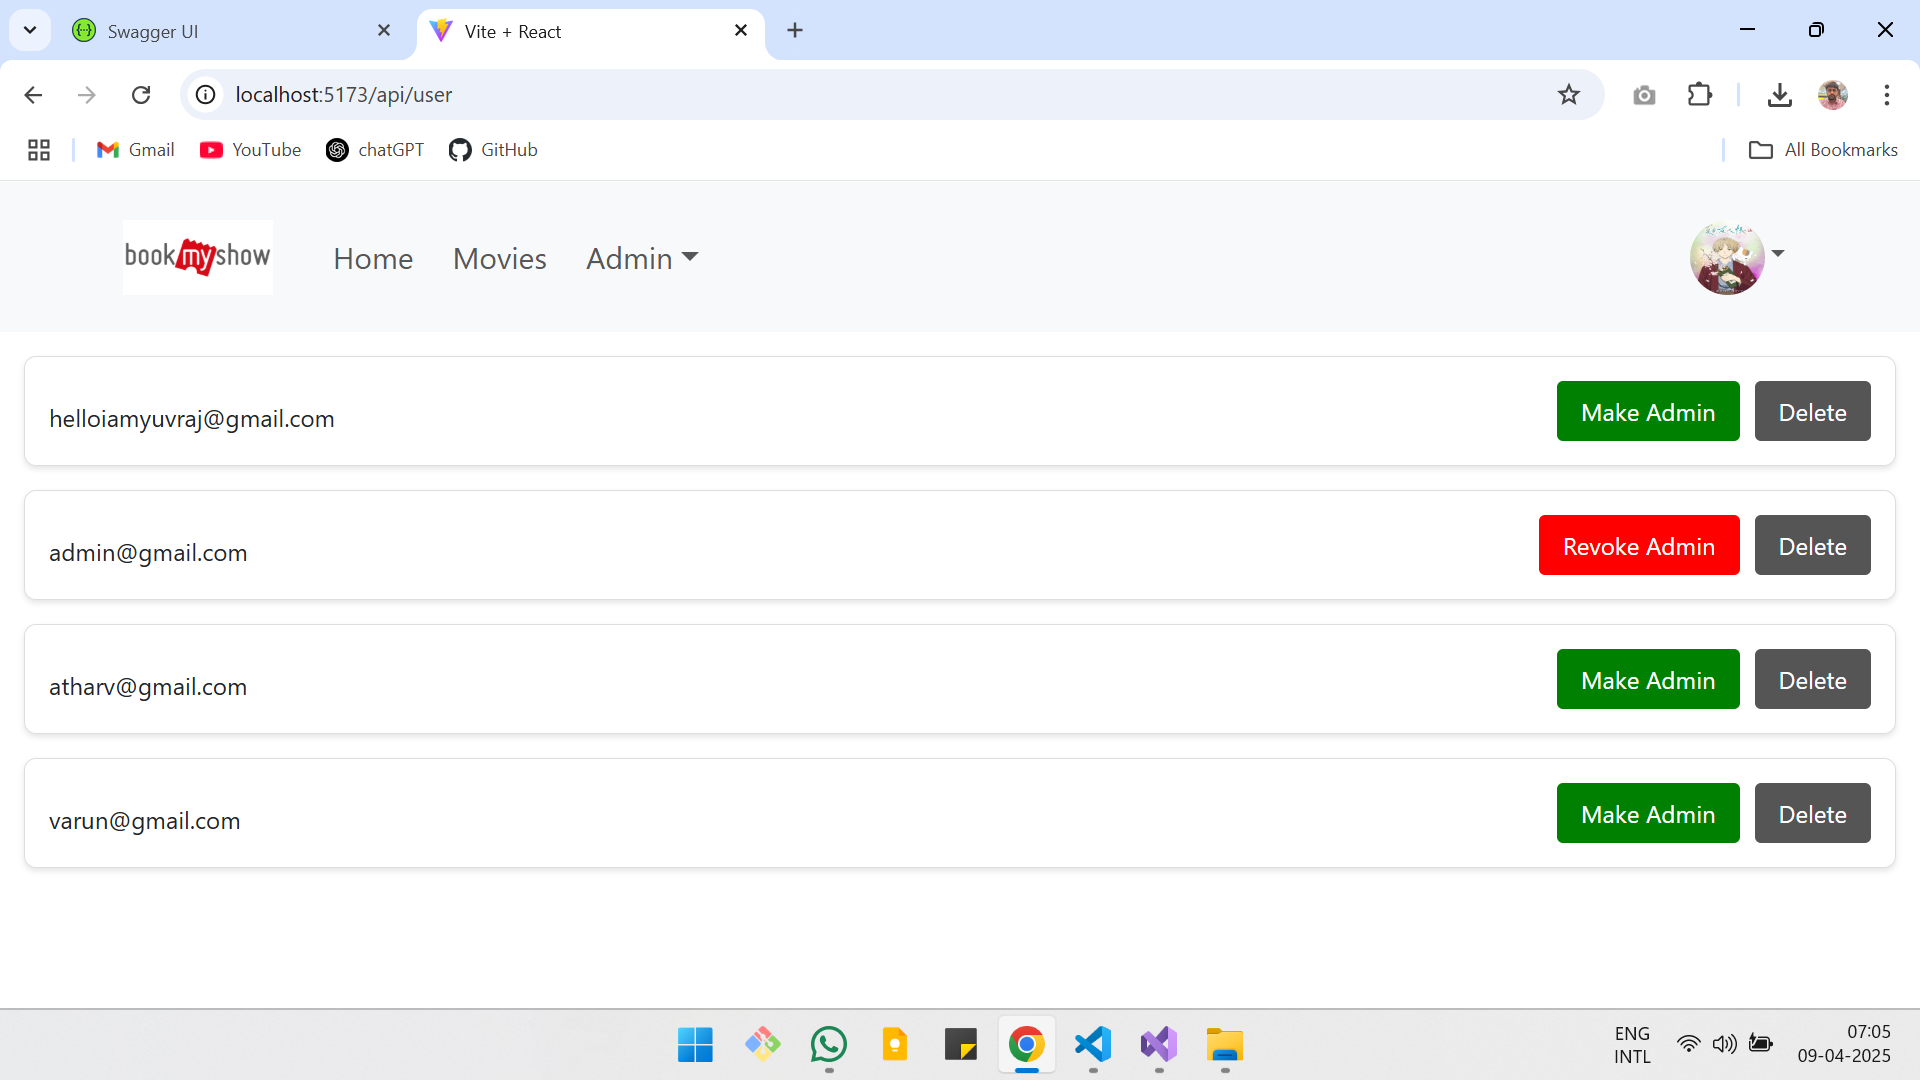 Swagger UI
Vite + React
localhost:5173/api/user
Gmail
YouTube
chatGPT
GitHub
All Bookmarks
bookmyshow
Home
Movies
Admin
helloiamyuvraj@gmail.com
Make Admin
Delete
admin@gmail.com
Revoke Admin
Delete
atharv@gmail.com
Make Admin
Delete
varun@gmail.com
Make Admin
Delete
ENG
INTL
07:05
09-04-2025